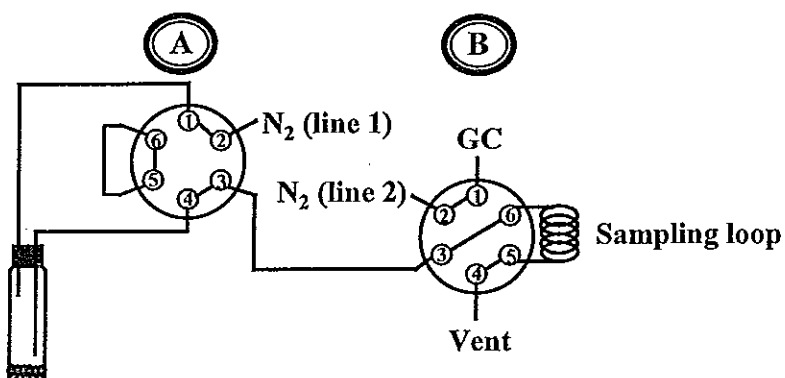 A
B
N₂ (line 1)
1
2
3
4
5
6
GC
N₂ (line 2)
1
2
3
4
5
6
Sampling loop
Vent